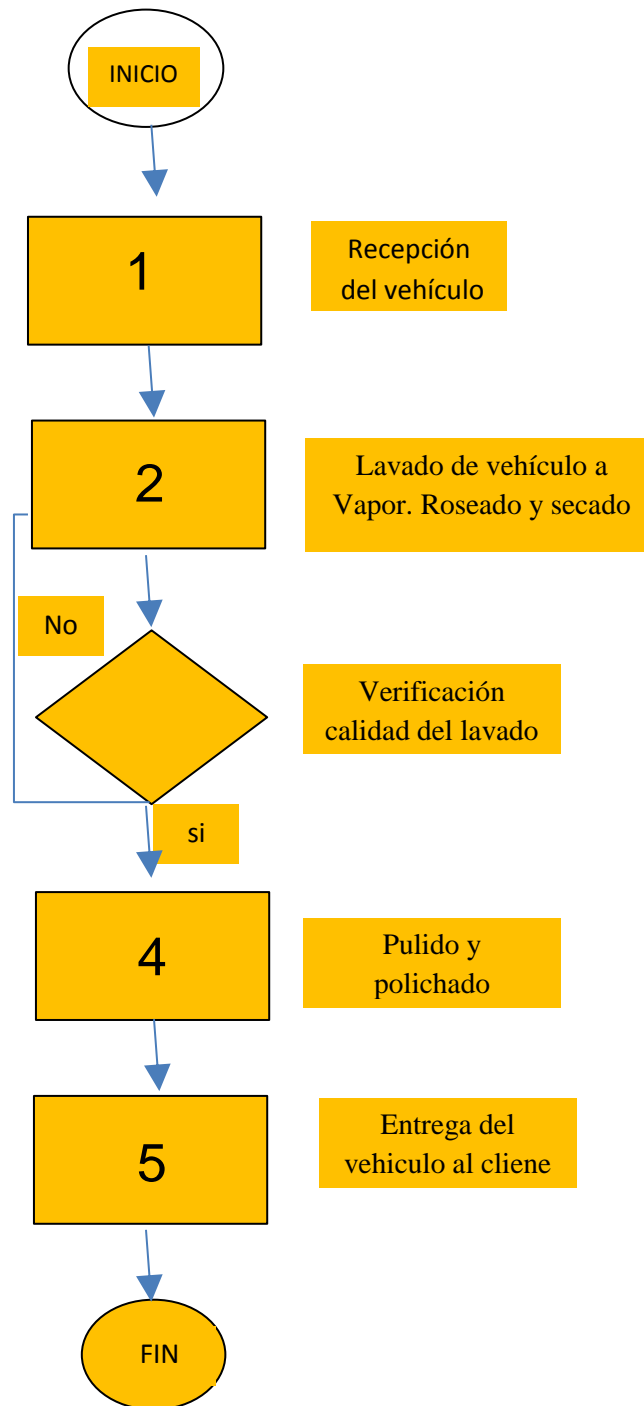 INICIO
1
Recepción
del vehículo
2
Lavado de vehículo a
Vapor. Roseado y secado
No
Verificación
calidad del lavado
si
4
Pulido y
polichado
5
Entrega del
vehiculo al cliene
FIN